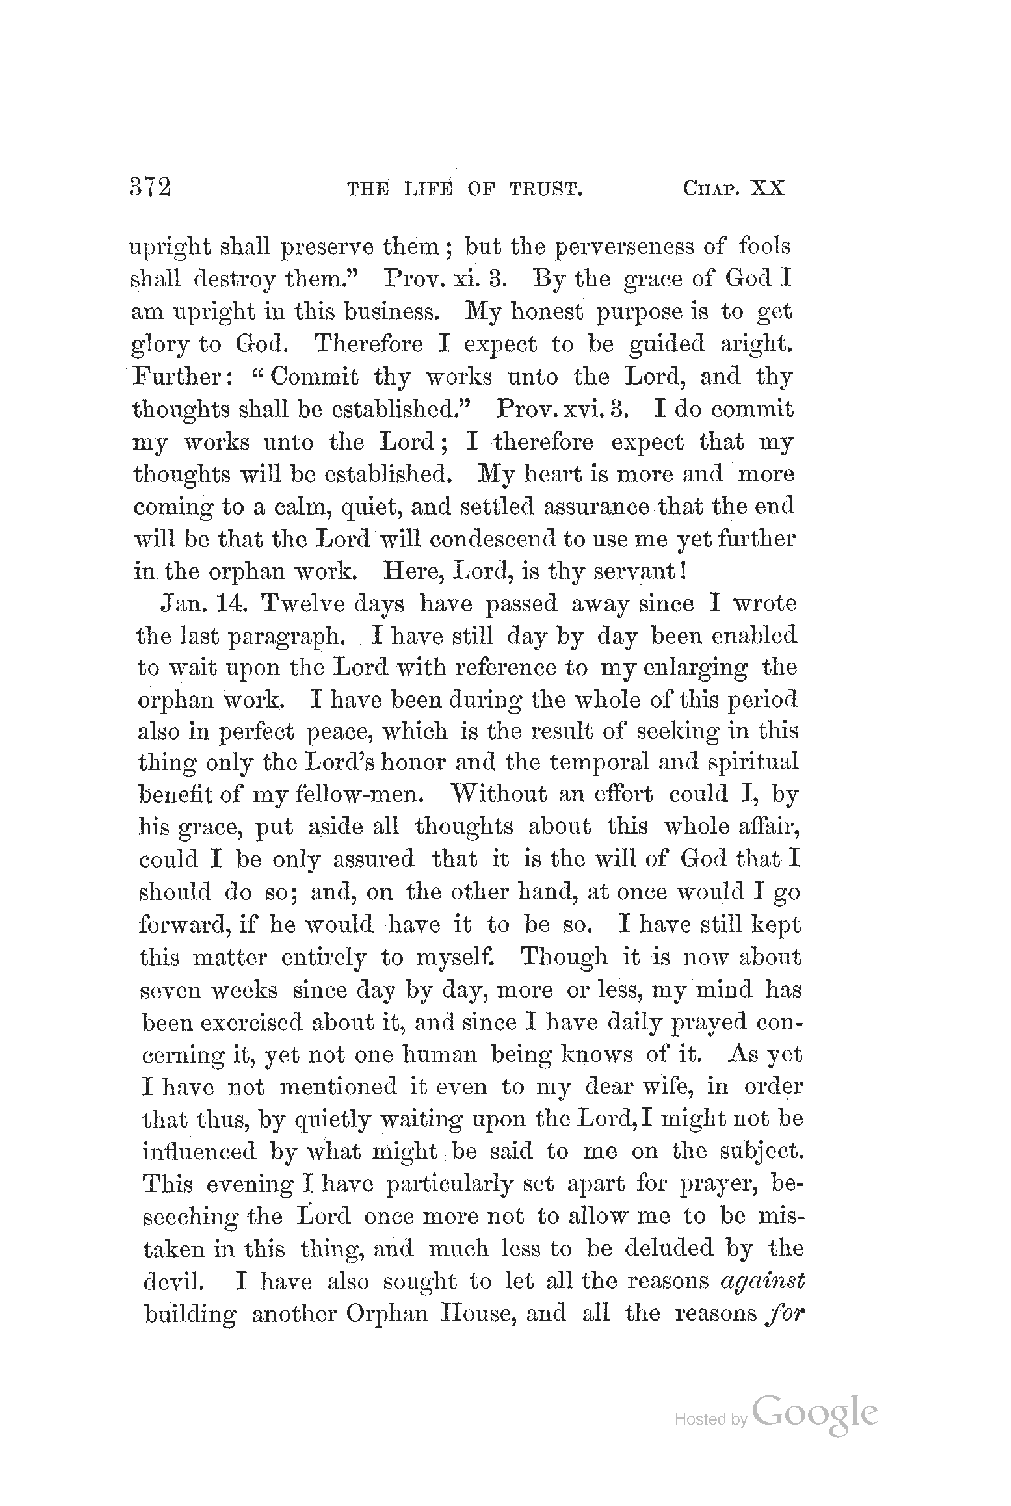 372 THE LIFE OF TRUST. CHAP. XX
upright shall preserve them; but the perverseness of fools
shall destroy them.” Prov. xi. 3. By the grace of God I
am upright in this business. My honest purpose is to get
glory to God. Therefore I expect to be guided aright.
Further: “Commit thy works unto the Lord, and thy
thoughts shall be established.” Prov. xvi. 3. I do commit
my works unto the Lord; I therefore expect that my
thoughts will be established. My heart is more and more
coming to a calm, quiet, and settled assurance that the end
will be that the Lord will condescend to use me yet further
in the orphan work. Here, Lord, is thy servant!
Jan. 14. Twelve days have passed away since I wrote
the last paragraph. I have still day by day been enabled
to wait upon the Lord with reference to my enlarging the
orphan work. I have been during the whole of this period
also in perfect peace, which is the result of seeking in this
thing only the Lord’s honor and the temporal and spiritual
benefit of my fellow-men. Without an effort could I, by
his grace, put aside all thoughts about this whole affair,
could I be only assured that it is the will of God that I
should do so; and, on the other hand, at once would I go
forward, if he would have it to be so. I have still kept
this matter entirely to myself. Though it is now about
seven weeks since day by day, more or less, my mind has
been exercised about it, and since I have daily prayed con-
cerning it, yet not one human being knows of it. As yet
I have not mentioned it even to my dear wife, in order
that thus, by quietly waiting upon the Lord, I might not be
influenced by what might be said to me on the subject.
This evening I have particularly set apart for prayer, be-
seeching the Lord once more not to allow me to be mis-
taken in this thing, and much less to be deluded by the
devil. I have also sought to let all the reasons against
building another Orphan House, and all the reasons for
Hosted by Google